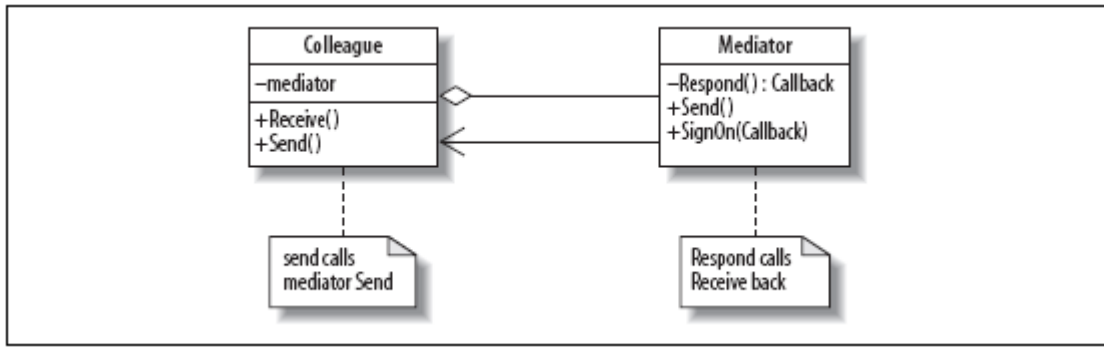 Colleague
–mediator
+Receive()
+Send()
Mediator
–Respond() : Callback
+Send()
+SignOn(Callback)
send calls
mediator Send
Respond calls
Receive back